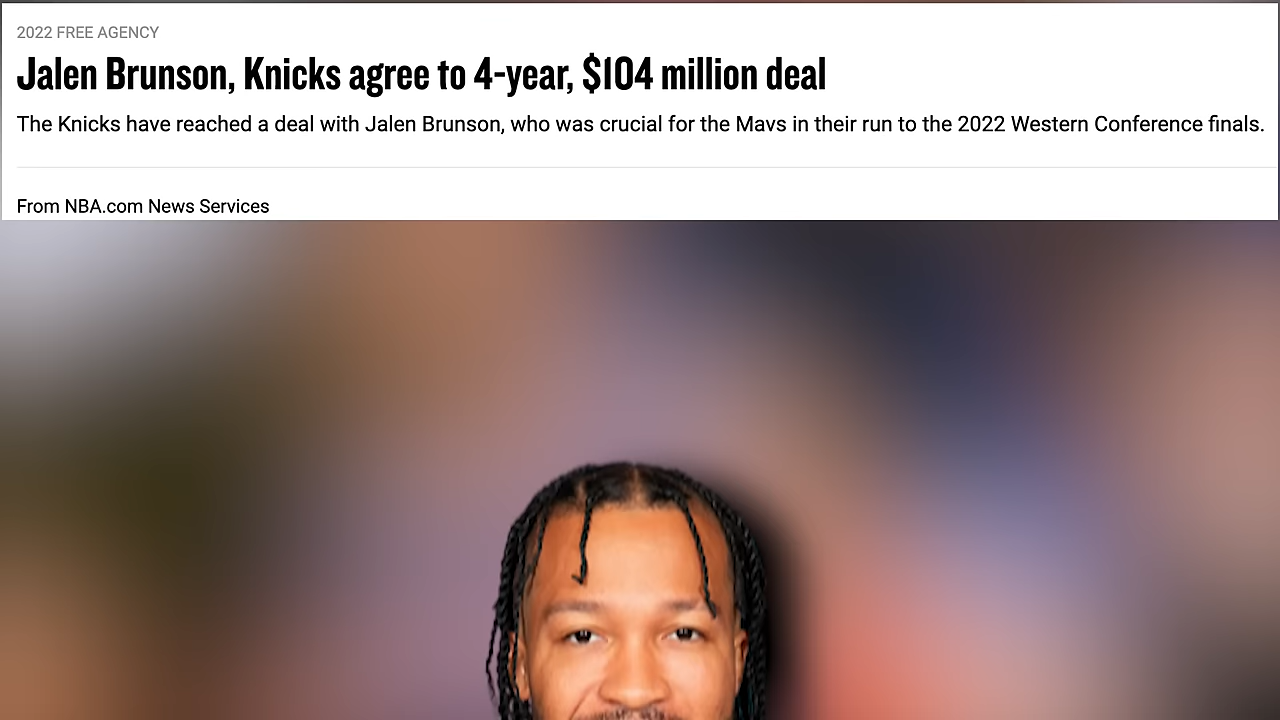 2022 FREE AGENCY
Jalen Brunson, Knicks agree to 4-year, $104 million deal
The Knicks have reached a deal with Jalen Brunson, who was crucial for the Mavs in their run to the 2022 Western Conference finals.
From NBA.com News Services